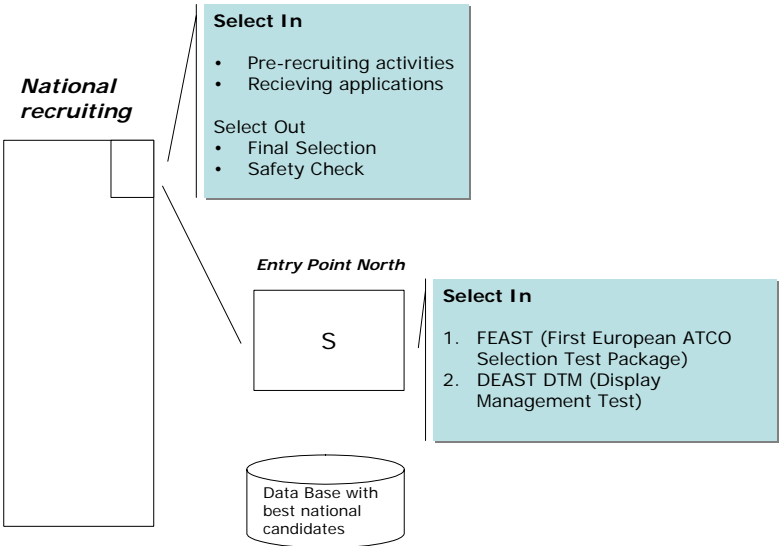 National
recruiting
Select In
• Pre-recruiting activities
• Recieving applications
Select Out
• Final Selection
• Safety Check
Entry Point North
S
Select In
1. FEAST (First European ATCO
Selection Test Package)
2. DEAST DTM (Display
Management Test)
Data Base with
best national
candidates